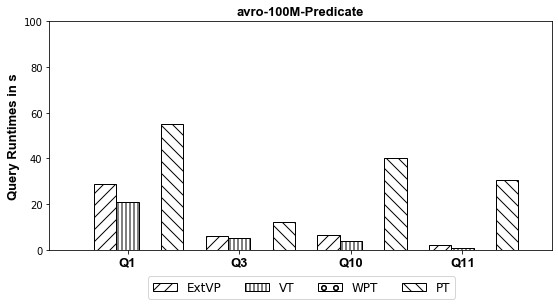 avro-100M-Predicate
Query Runtimes in s
100
80
60
40
20
0
Q1 Q3 Q10 Q11
ExtVP VT WPT PT